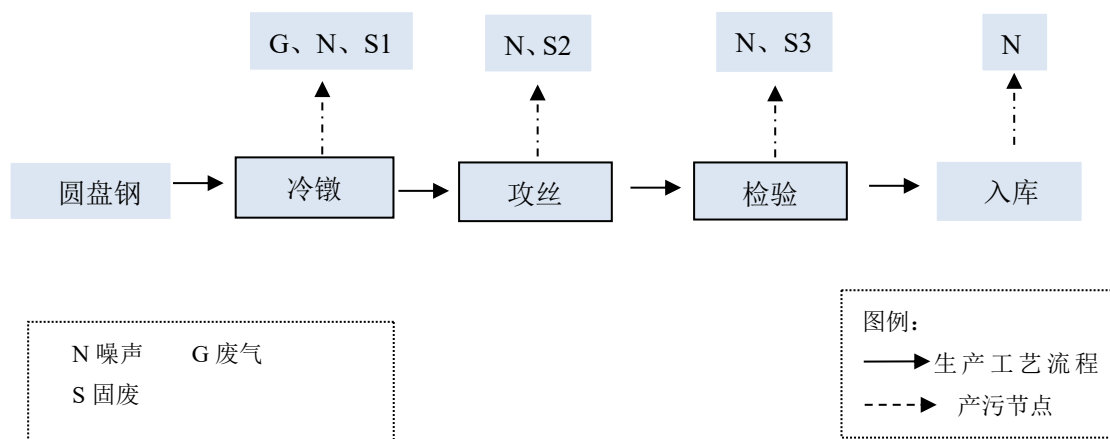 G、N、S1
N、S2
N、S3
N
圆盘钢
冷镦
攻丝
检验
入库
N 噪声 G 废气
S 固废
图例：
生产工艺流程
产污节点